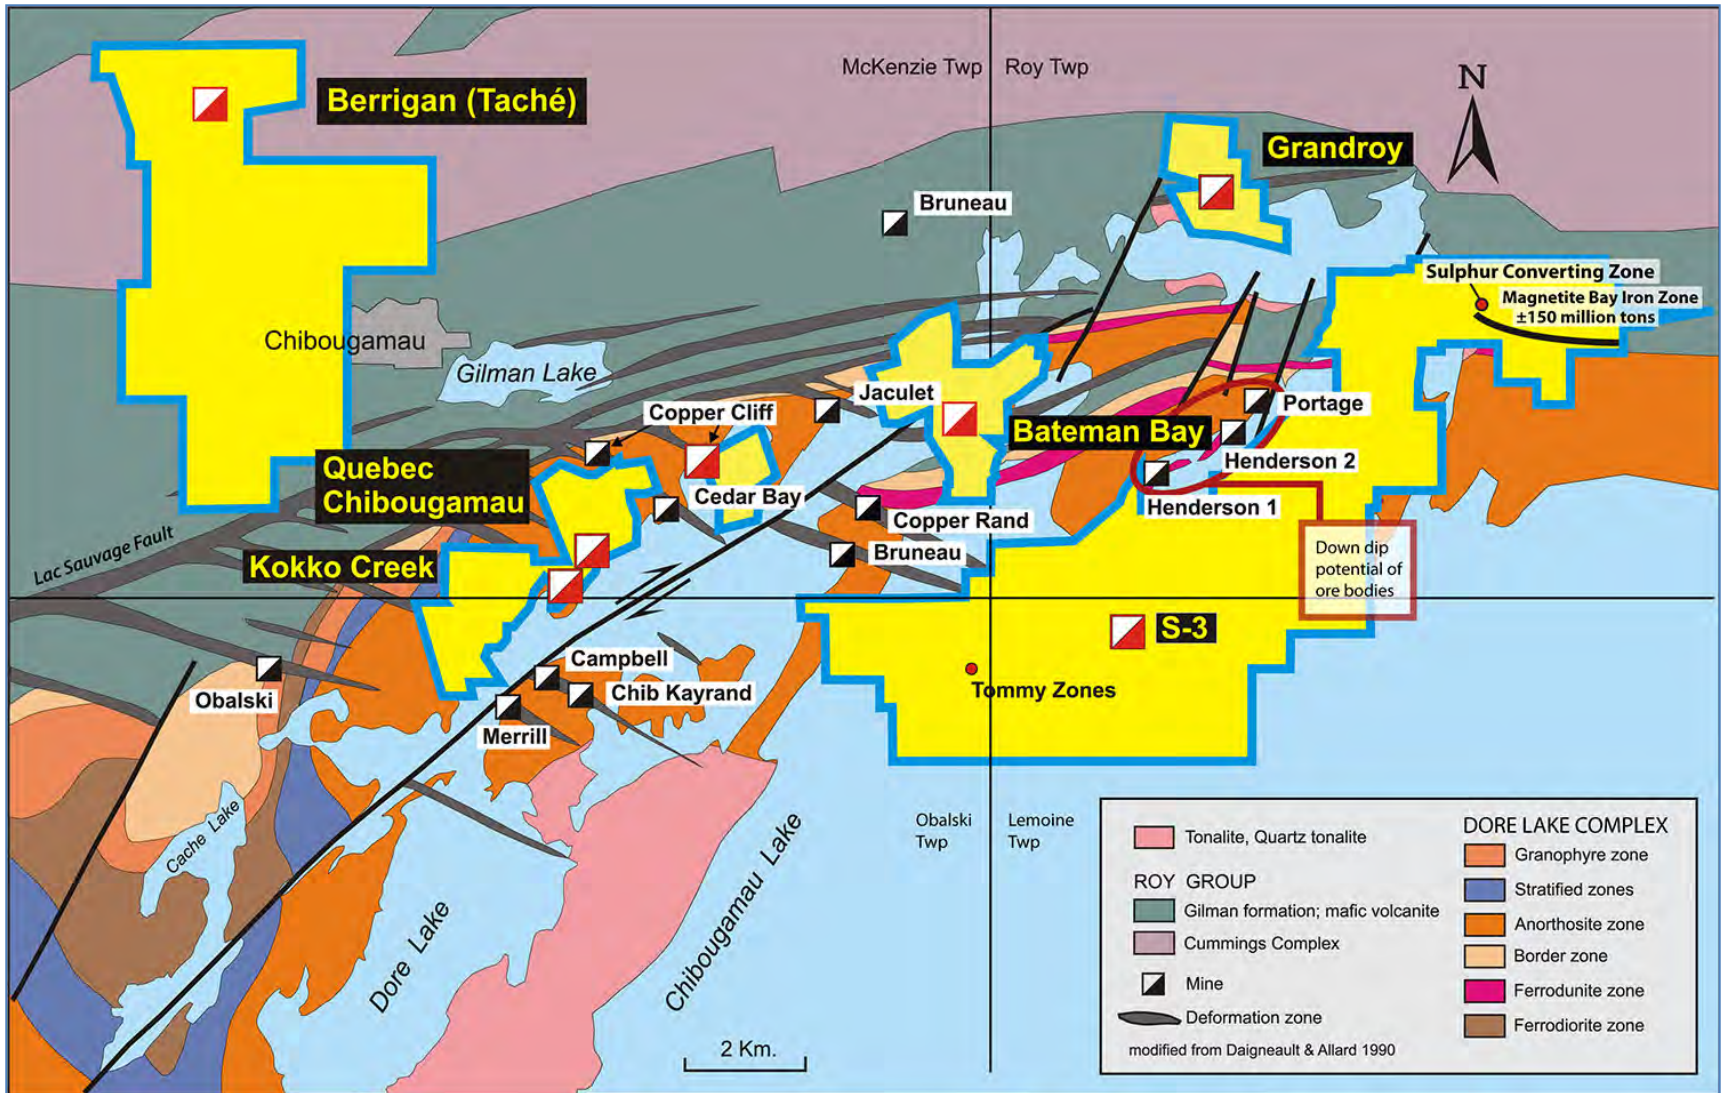 McKenzie Twp
Roy Twp
N
Berrigan (Taché)
Grandroy
Bruneau
Sulphur Converting Zone
Magnetite Bay Iron Zone
±150 million tons
Chibougamau
Gilman Lake
Jaculet
Copper Cliff
Portage
Bateman Bay
Quebec
Chibougamau
Henderson 2
Cedar Bay
Henderson 1
Copper Rand
Lac Sauvage Fault
Bruneau
Kokko Creek
Down dip
potential of
ore bodies
S-3
Campbell
Tommy Zones
Chib Kayrand
Obalski
Merrill
Cache Lake
Dore Lake
Chibougamau Lake
Obalski
Twp
Lemoine
Twp
2 Km.
Tonalite, Quartz tonalite
ROY GROUP
Gilman formation; mafic volcanite
Cummings Complex
Mine
Deformation zone
modified from Daigneault & Allard 1990
DORE LAKE COMPLEX
Granophyre zone
Stratified zones
Anorthosite zone
Border zone
Ferrodunite zone
Ferrodiorite zone